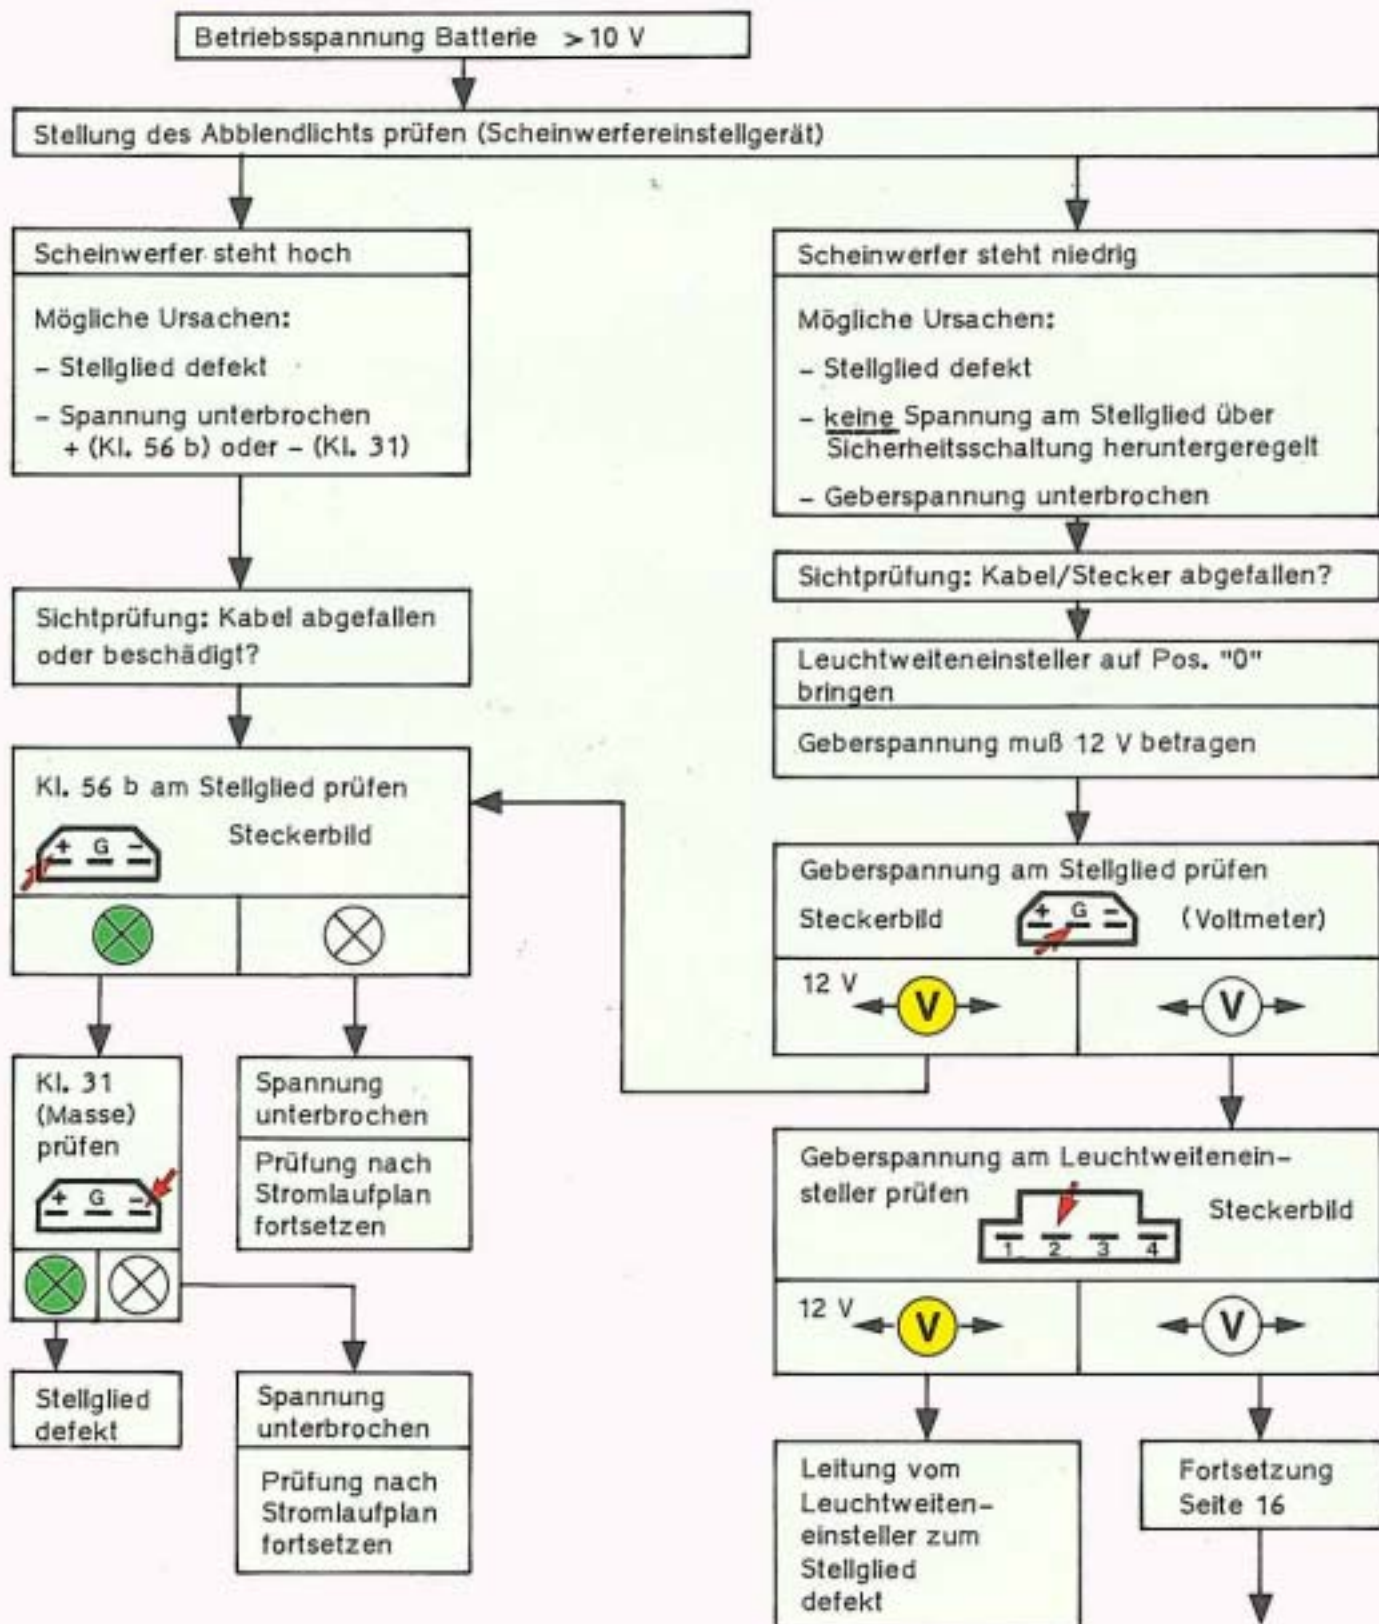 Betriebsspannung Batterie > 10 V
Stellung des Abblendlichts prüfen (Scheinwerfereinstellgerät)
Scheinwerfer steht hoch
Mögliche Ursachen:
- Stellglied defekt
- Spannung unterbrochen
+ (Kl. 56 b) oder - (Kl. 31)
Sichtprüfung: Kabel abgefallen
oder beschädigt?
Kl. 56 b am Stellglied prüfen
Steckerbild
+ G -
Kl. 31
(Masse)
prüfen
+ G -
Spannung
unterbrochen
Prüfung nach
Stromlaufplan
fortsetzen
Stellglied
defekt
Spannung
unterbrochen
Prüfung nach
Stromlaufplan
fortsetzen
Scheinwerfer steht niedrig
Mögliche Ursachen:
- Stellglied defekt
- keine Spannung am Stellglied über
Sicherheitsschaltung heruntergeregelt
- Geberspannung unterbrochen
Sichtprüfung: Kabel/Stecker abgefallen?
Leuchtweiteneinsteller auf Pos. "0"
bringen
Geberspannung muß 12 V betragen
Geberspannung am Stellglied prüfen
Steckerbild + G - (Voltmeter)
12 V V V
Geberspannung am Leuchtweitenein-
steller prüfen
Steckerbild
1 2 3 4
12 V V V
Leitung vom
Leuchtweiten-
einsteller zum
Stellglied
defekt
Fortsetzung
Seite 16